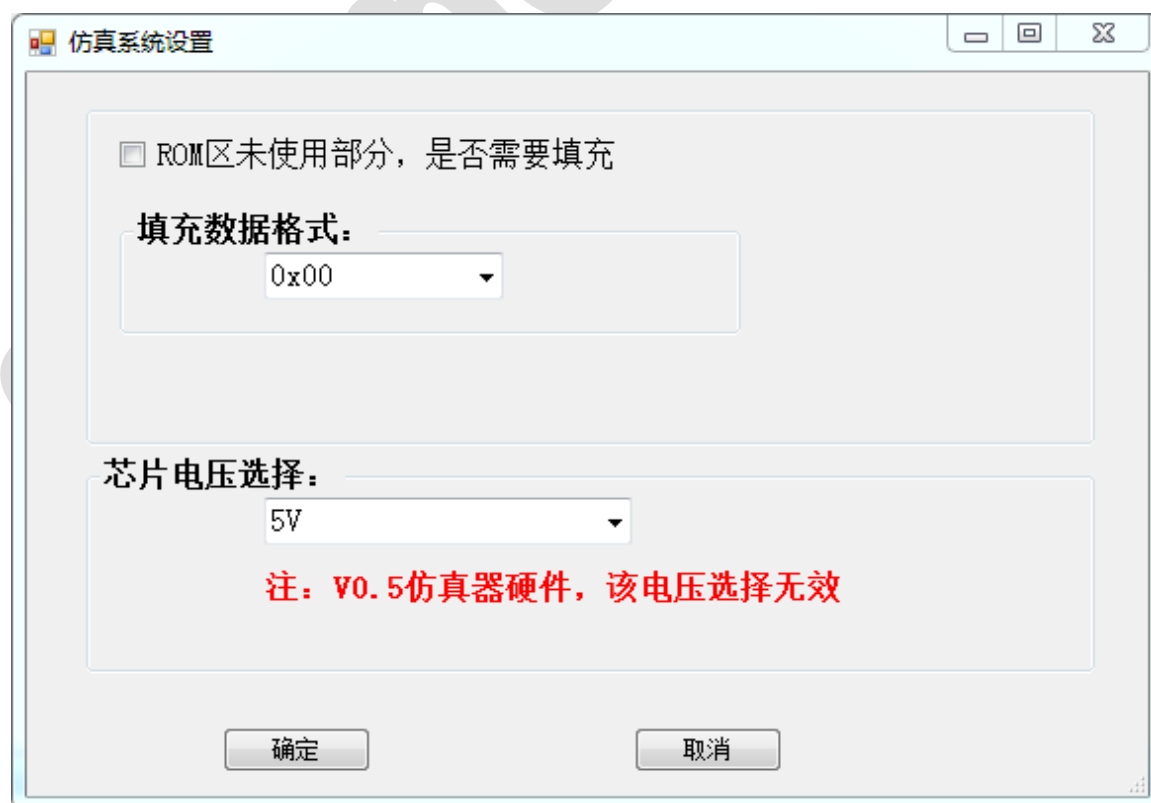 仿真系统设置
ROM区未使用部分，是否需要填充
填充数据格式：
0x00
芯片电压选择：
5V
注：V0.5仿真器硬件，该电压选择无效
确定
取消